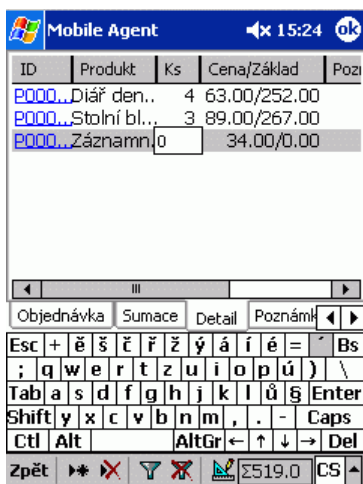 Mobile Agent 15:24 ok
ID Produkt Ks Cena/Základ Pozn
P000... Diář den.. 4 63.00/252.00
P000... Stolní bl... 3 89.00/267.00
P000... Záznamn. 0 34.00/0.00
Objednávka Sumace Detail Poznámk
Esc + ě š č ř ž ý á í é = ´ Bs
; q w e r t z u i o p ú ) \
Tab a s d f g h j k l ů § Enter
Shift y x c v b n m , . - Caps
Ctl Alt AltGr ← ↑ ↓ → Del
Zpět Σ519.0 CS